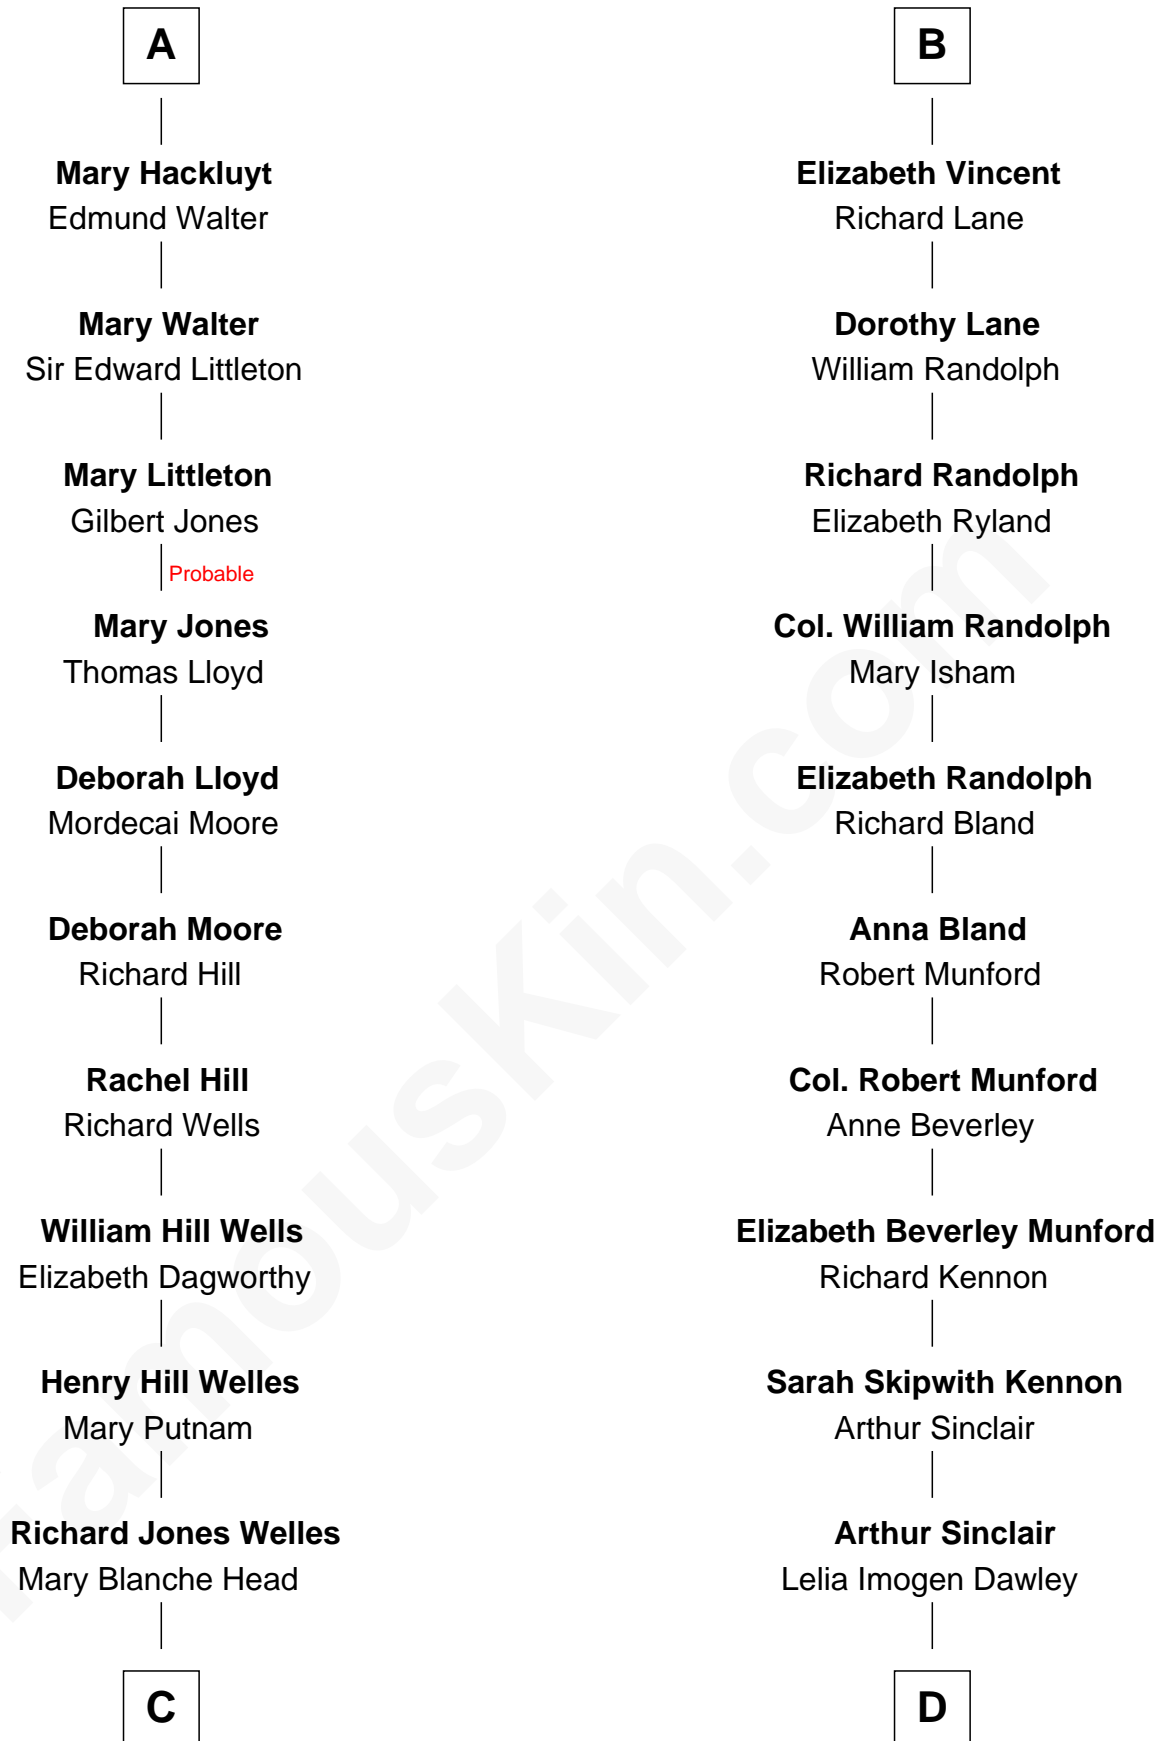 A
Mary Hackluyt
Edmund Walter
Mary Walter
Sir Edward Littleton
Mary Littleton
Gilbert Jones
Probable
Mary Jones
Thomas Lloyd
Deborah Lloyd
Mordecai Moore
Deborah Moore
Richard Hill
Rachel Hill
Richard Wells
William Hill Wells
Elizabeth Dagworthy
Henry Hill Welles
Mary Putnam
Richard Jones Welles
Mary Blanche Head
C
B
Elizabeth Vincent
Richard Lane
Dorothy Lane
William Randolph
Richard Randolph
Elizabeth Ryland
Col. William Randolph
Mary Isham
Elizabeth Randolph
Richard Bland
Anna Bland
Robert Munford
Col. Robert Munford
Anne Beverley
Elizabeth Beverley Munford
Richard Kennon
Sarah Skipwith Kennon
Arthur Sinclair
Arthur Sinclair
Lelia Imogen Dawley
D
FamousKin.com